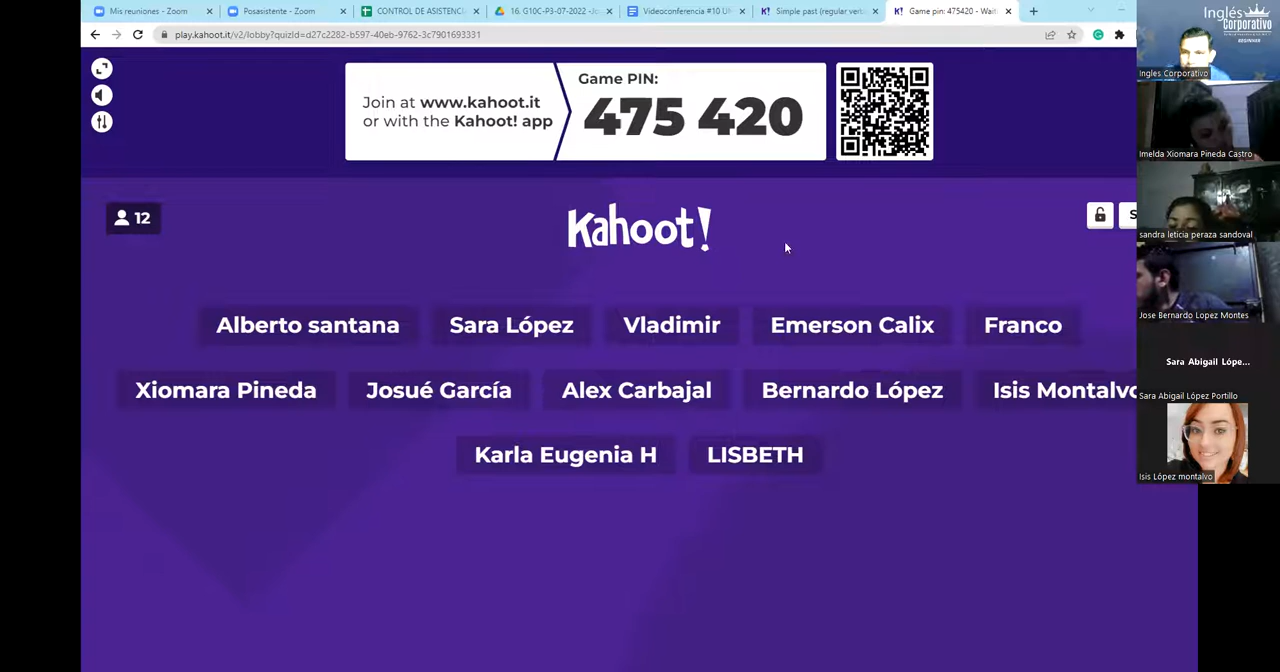 Mis reuniones - Zoom
Posasistente - Zoom
CONTROL DE ASISTENCI
16. G10C-P3-07-2022 -Jo
Videoconferencia #10 U
Simple past (regular ver
Game pin: 475420 - Wait
play.kahoot.it/v2/lobby?quizId=d27c2282-b597-40eb-9762-3c7901693331
Join at www.kahoot.it
or with the Kahoot! app
Game PIN:
475 420
12
Kahoot!
S
Alberto santana
Sara López
Vladimir
Emerson Calix
Franco
Xiomara Pineda
Josué García
Alex Carbajal
Bernardo López
Isis Montalvo
Karla Eugenia H
LISBETH
Inglés
Corporativo
BEGINNER
Ingles Corporativo
Imelda Xiomara Pineda Castro
sandra leticia peraza sandoval
Jose Bernardo Lopez Montes
Sara Abigail Lópe...
Sara Abigail López Portillo
Isis López montalvo